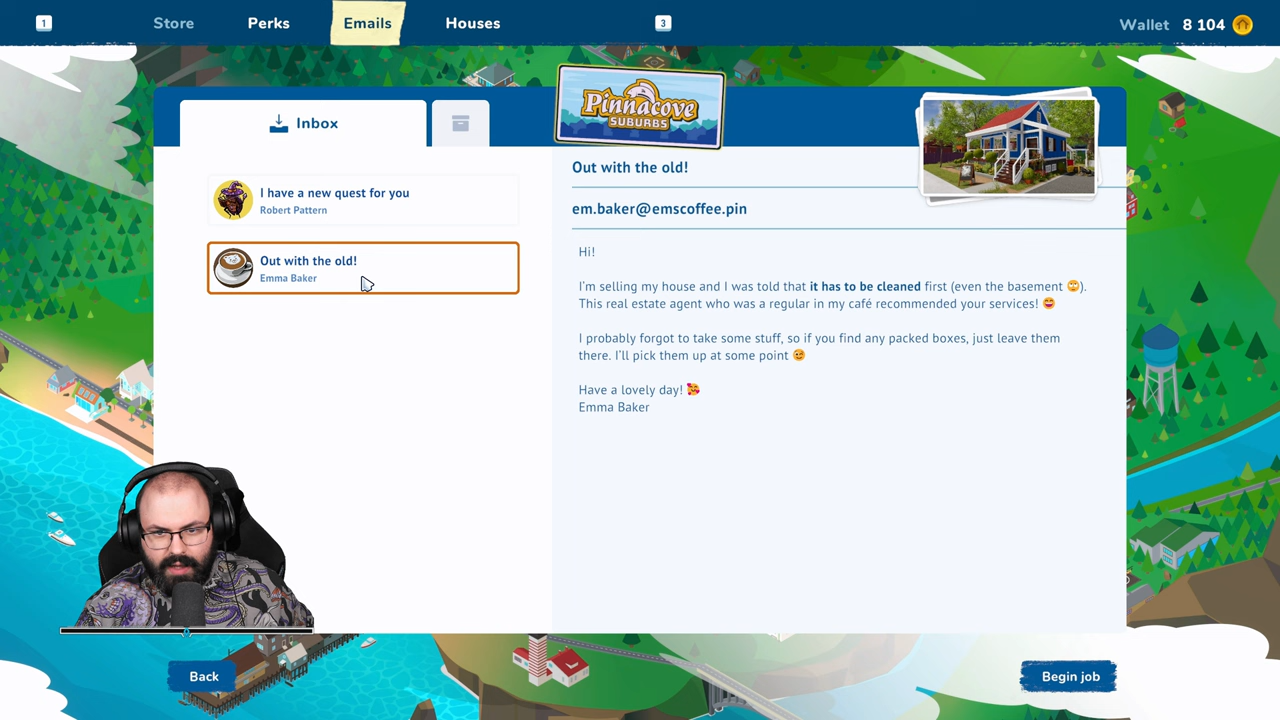 1 Store Perks Emails Houses 3 Wallet 8 104
Pinnacove
SUBURBS
Inbox
I have a new quest for you
Robert Pattern
Out with the old!
Emma Baker
Out with the old!
em.baker@emscoffee.pin
Hi!
I'm selling my house and I was told that it has to be cleaned first (even the basement 🙄).
This real estate agent who was a regular in my café recommended your services! 😄
I probably forgot to take some stuff, so if you find any packed boxes, just leave them
there. I'll pick them up at some point 😉
Have a lovely day! 🥰
Emma Baker
Back
Begin job